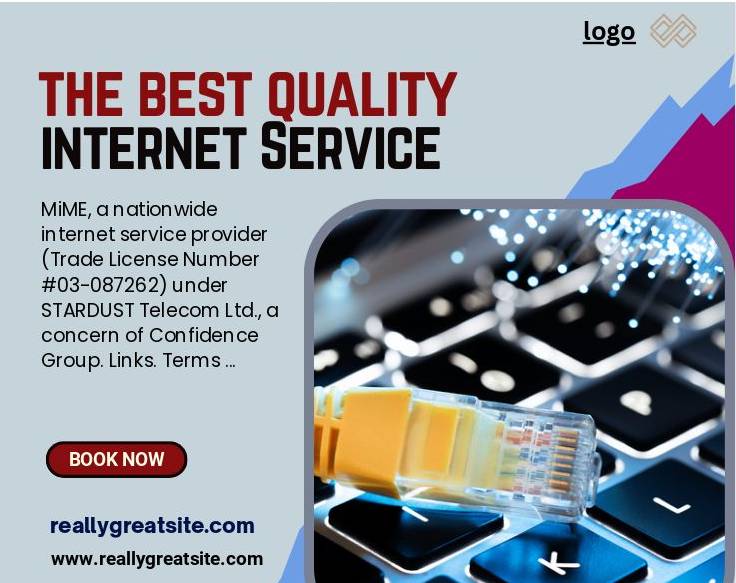 logo
THE BEST QUALITY
INTERNET SERVICE
MiME, a nationwide
internet service provider
(Trade License Number
#03-087262) under
STARDUST Telecom Ltd., a
concern of Confidence
Group. Links. Terms ...
BOOK NOW
reallygreatsite.com
www.reallygreatsite.com
L
K